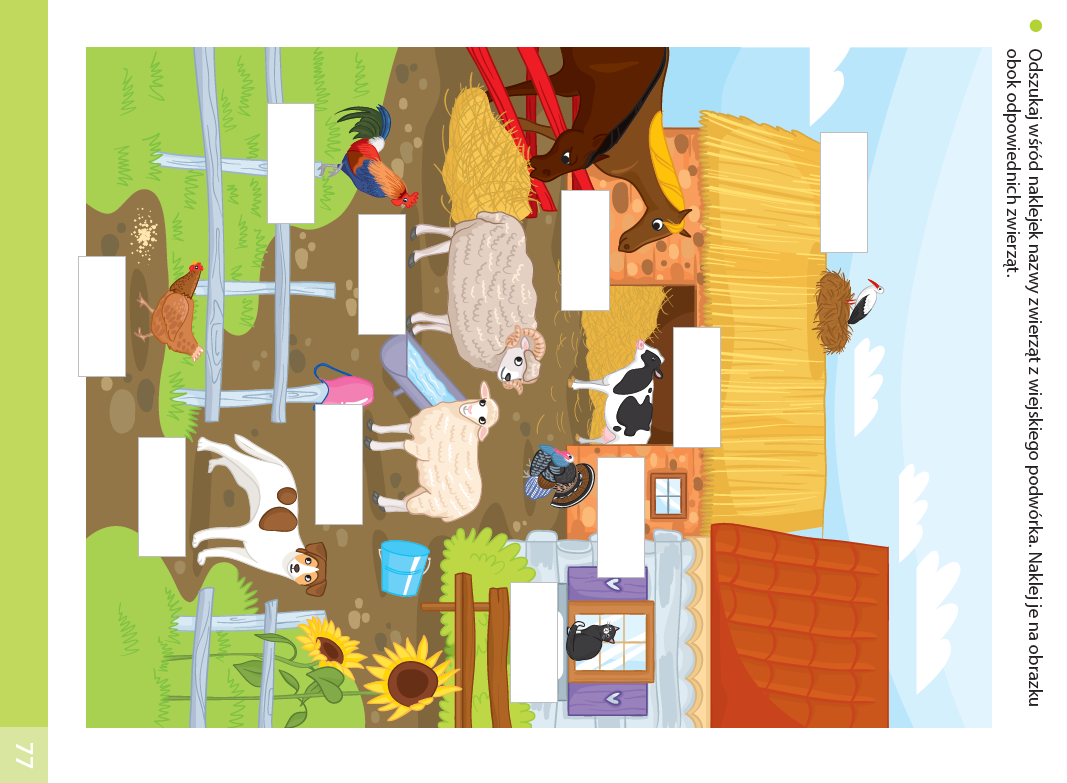 Odszukaj wśród naklejek nazwy zwierząt z wiejskiego podwórka. Naklej je na obrazku
obok odpowiednich zwierząt.
77